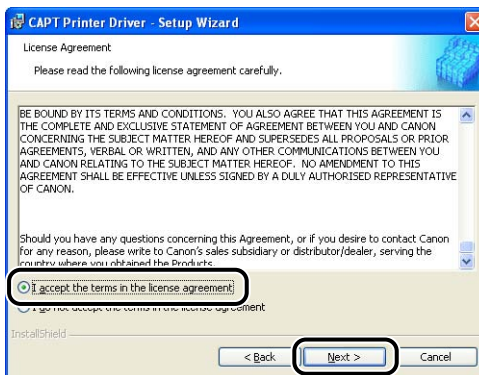 CAPT Printer Driver - Setup Wizard
License Agreement
Please read the following license agreement carefully.
BE BOUND BY ITS TERMS AND CONDITIONS. YOU ALSO AGREE THAT THIS AGREEMENT IS
THE COMPLETE AND EXCLUSIVE STATEMENT OF AGREEMENT BETWEEN YOU AND CANON
CONCERNING THE SUBJECT MATTER HEREOF AND SUPERSEDES ALL PROPOSALS OR PRIOR
AGREEMENTS, VERBAL OR WRITTEN, AND ANY OTHER COMMUNICATIONS BETWEEN YOU
AND CANON RELATING TO THE SUBJECT MATTER HEREOF. NO AMENDMENT TO THIS
AGREEMENT SHALL BE EFFECTIVE UNLESS SIGNED BY A DULY AUTHORISED REPRESENTATIVE
OF CANON.
Should you have any questions concerning this Agreement, or if you desire to contact Canon
for any reason, please write to Canon's sales subsidiary or distributor/dealer, serving the
country where you obtained the Products.
I accept the terms in the license agreement
I do not accept the terms in the license agreement
InstallShield
< Back
Next >
Cancel